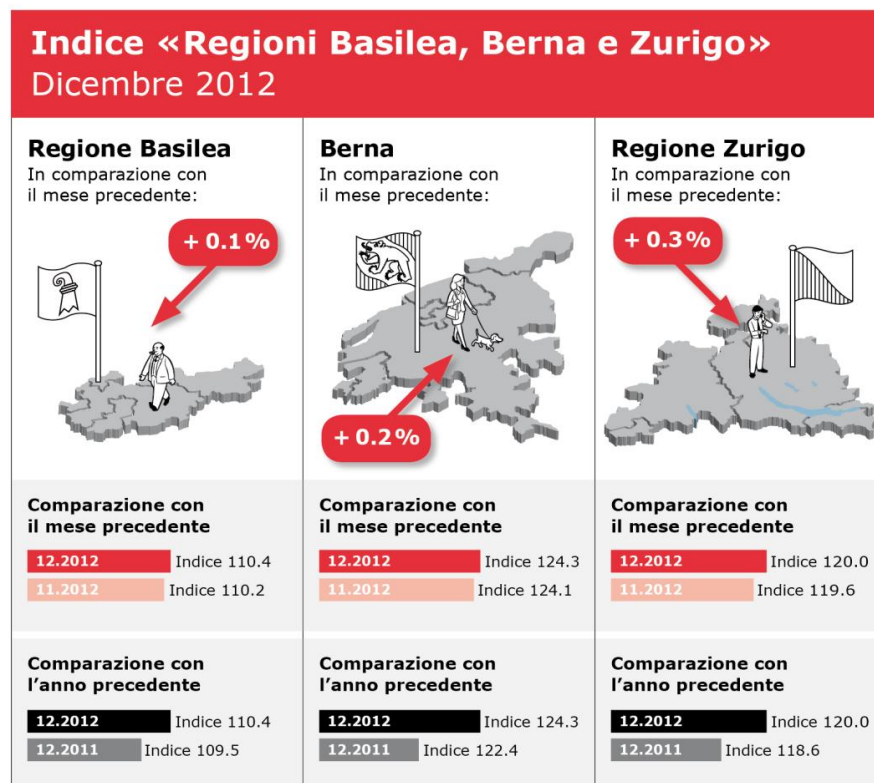 Indice «Regioni Basilea, Berna e Zurigo»
Dicembre 2012
Regione Basilea
In comparazione con
il mese precedente:
+ 0.1 %
Comparazione con
il mese precedente
12.2012 Indice 110.4
11.2012 Indice 110.2
Comparazione con
l’anno precedente
12.2012 Indice 110.4
12.2011 Indice 109.5
Berna
In comparazione con
il mese precedente:
+ 0.2 %
Comparazione con
il mese precedente
12.2012 Indice 124.3
11.2012 Indice 124.1
Comparazione con
l’anno precedente
12.2012 Indice 124.3
12.2011 Indice 122.4
Regione Zurigo
In comparazione con
il mese precedente:
+ 0.3 %
Comparazione con
il mese precedente
12.2012 Indice 120.0
11.2012 Indice 119.6
Comparazione con
l’anno precedente
12.2012 Indice 120.0
12.2011 Indice 118.6